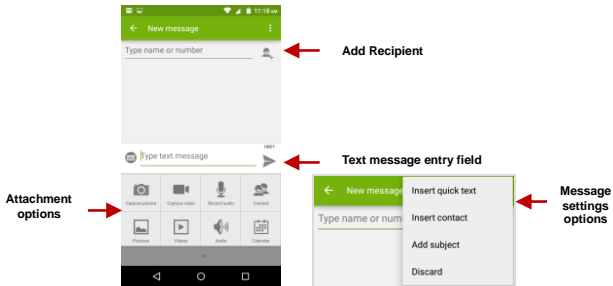 11:18 AM
New message
Type name or number
Add Recipient
160/1
Type text message
Text message entry field
Capture picture Capture video Record audio Contact
Pictures Videos Audio Calendar
Attachment
options
New message
Type name or num
Insert quick text
Insert contact
Add subject
Discard
Message
settings
options